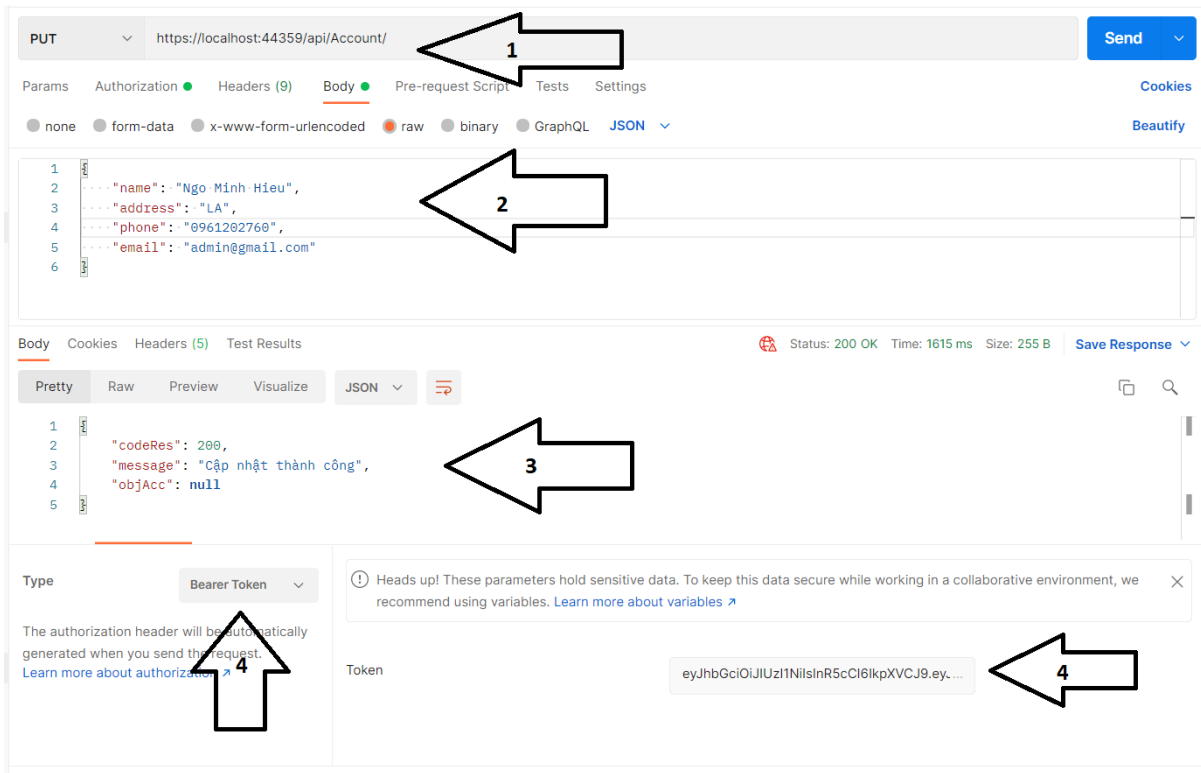 PUT https://localhost:44359/api/Account/ Send
1
Params Authorization Headers (9) Body Pre-request Script Tests Settings Cookies
none form-data x-www-form-urlencoded raw binary GraphQL JSON Beautify
1 {
2 "name": "Ngo Minh Hieu",
3 "address": "LA",
4 "phone": "0961202760",
5 "email": "admin@gmail.com"
6 }
2
Body Cookies Headers (5) Test Results Status: 200 OK Time: 1615 ms Size: 255 B Save Response
Pretty Raw Preview Visualize JSON
1 {
2 "codeRes": 200,
3 "message": "Cập nhật thành công",
4 "objAcc": null
5 }
3
Type Bearer Token
Heads up! These parameters hold sensitive data. To keep this data secure while working in a collaborative environment, we
recommend using variables. Learn more about variables ↗
The authorization header will be automatically
generated when you send the request.
Learn more about authorization ↗
4
Token eyJhbGciOiJIUzI1NiIsInR5cCI6IkpXVCJ9.ey. ...
4